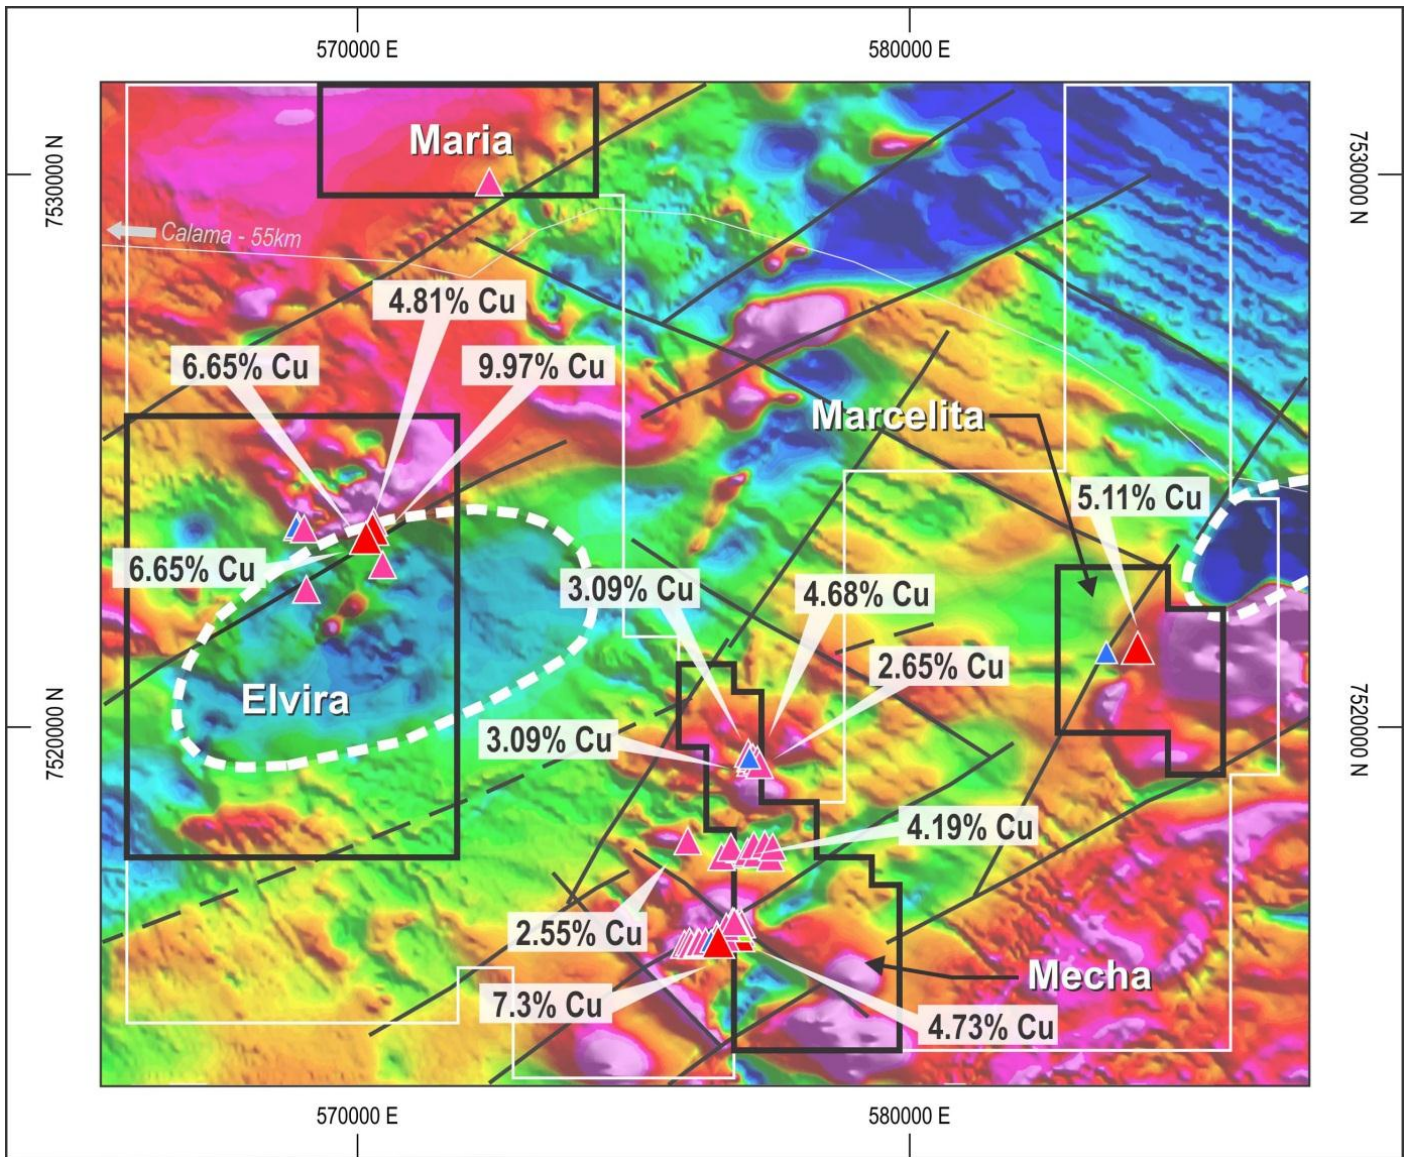 570000 E
580000 E
7530000 N
7530000 N
Maria
Calama - 55km
4.81% Cu
6.65% Cu
9.97% Cu
Marcelita
5.11% Cu
6.65% Cu
3.09% Cu
4.68% Cu
2.65% Cu
Elvira
7520000 N
7520000 N
3.09% Cu
4.19% Cu
2.55% Cu
Mecha
7.3% Cu
4.73% Cu
570000 E
580000 E